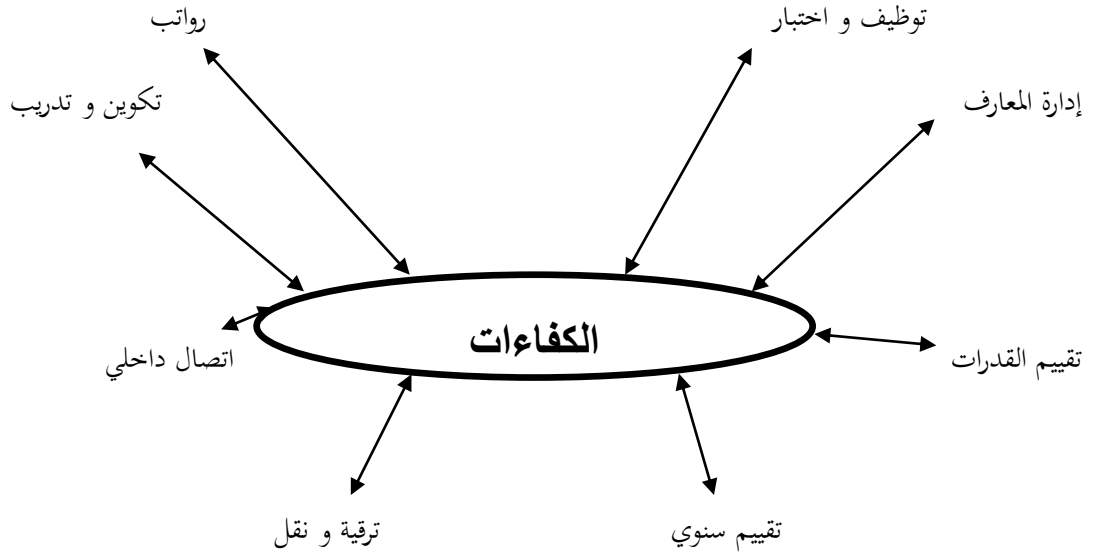 توظيف و اختبار
رواتب
إدارة المعارف
تكوين و تدريب
الكفاءات
تقييم القدرات
اتصال داخلي
تقييم سنوي
ترقية و نقل